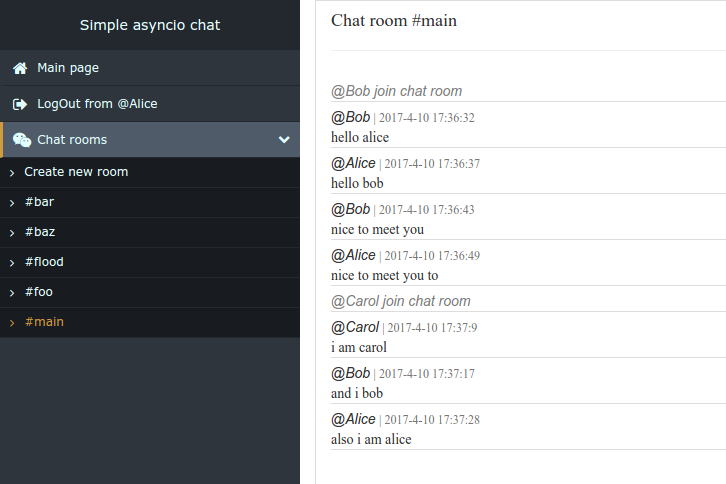 Simple asyncio chat
Main page
LogOut from @Alice
Chat rooms
Create new room
#bar
#baz
#flood
#foo
#main
Chat room #main
@Bob join chat room
@Bob | 2017-4-10 17:36:32
hello alice
@Alice | 2017-4-10 17:36:37
hello bob
@Bob | 2017-4-10 17:36:43
nice to meet you
@Alice | 2017-4-10 17:36:49
nice to meet you to
@Carol join chat room
@Carol | 2017-4-10 17:37:9
i am carol
@Bob | 2017-4-10 17:37:17
and i bob
@Alice | 2017-4-10 17:37:28
also i am alice